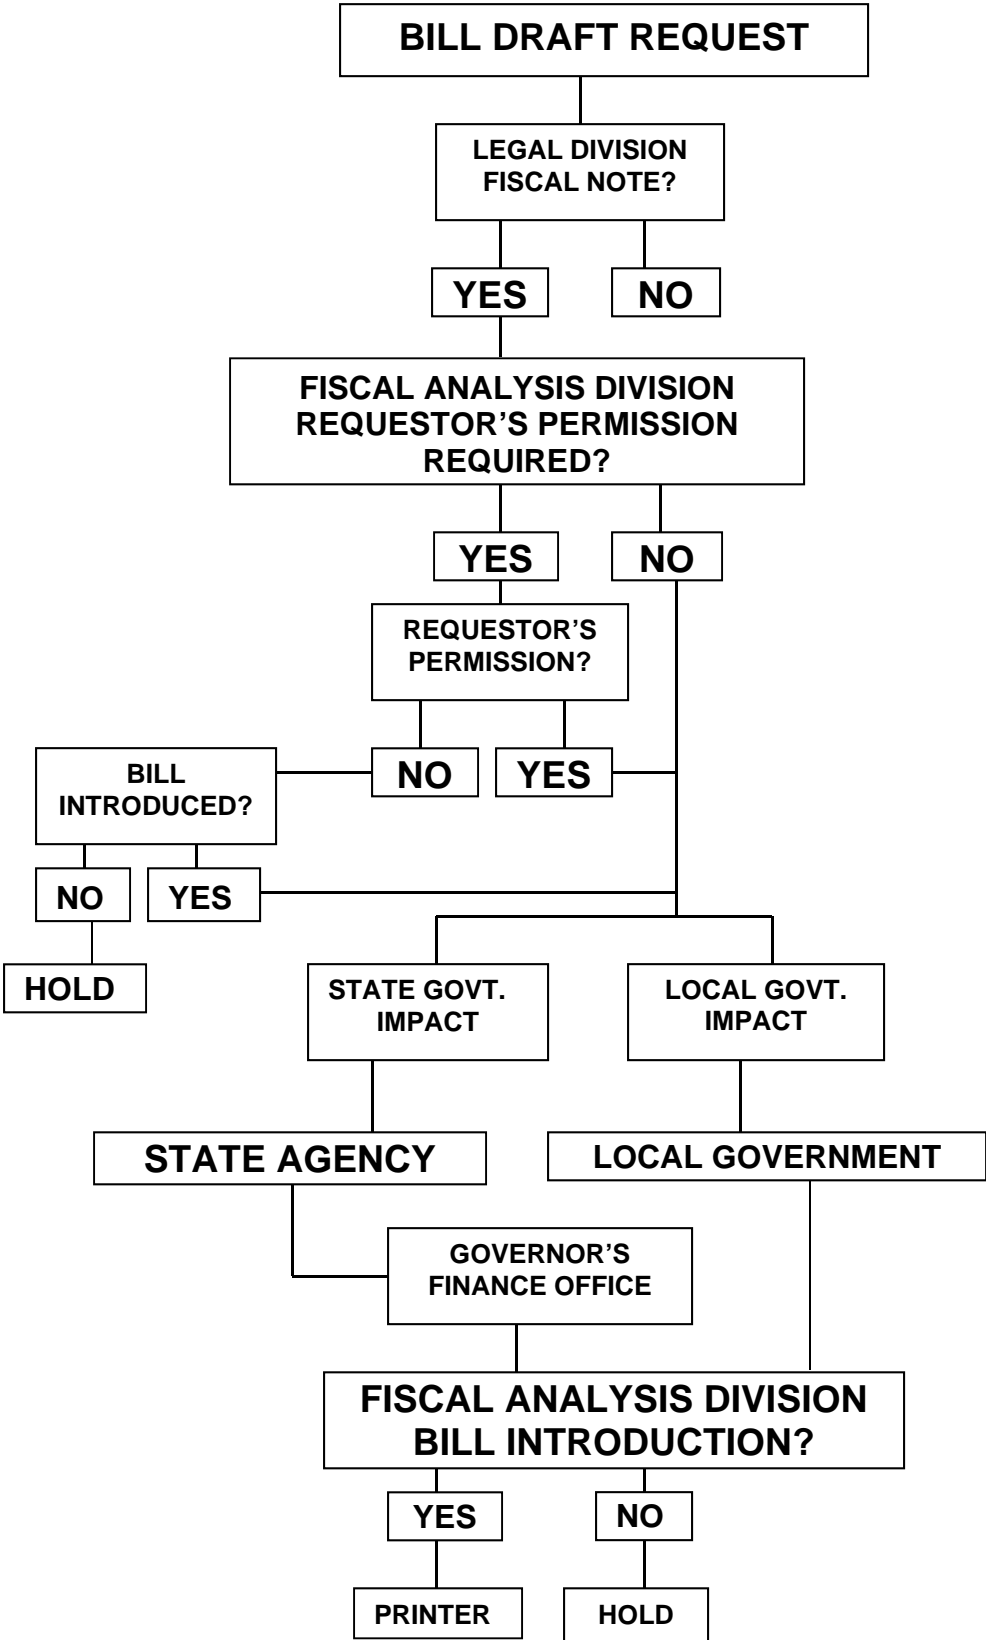 BILL DRAFT REQUEST
LEGAL DIVISION
FISCAL NOTE?
YES
NO
FISCAL ANALYSIS DIVISION
REQUESTOR’S PERMISSION
REQUIRED?
YES
NO
REQUESTOR’S
PERMISSION?
NO
YES
BILL
INTRODUCED?
NO
YES
HOLD
STATE GOVT.
IMPACT
LOCAL GOVT.
IMPACT
STATE AGENCY
LOCAL GOVERNMENT
GOVERNOR’S
FINANCE OFFICE
FISCAL ANALYSIS DIVISION
BILL INTRODUCTION?
YES
NO
PRINTER
HOLD